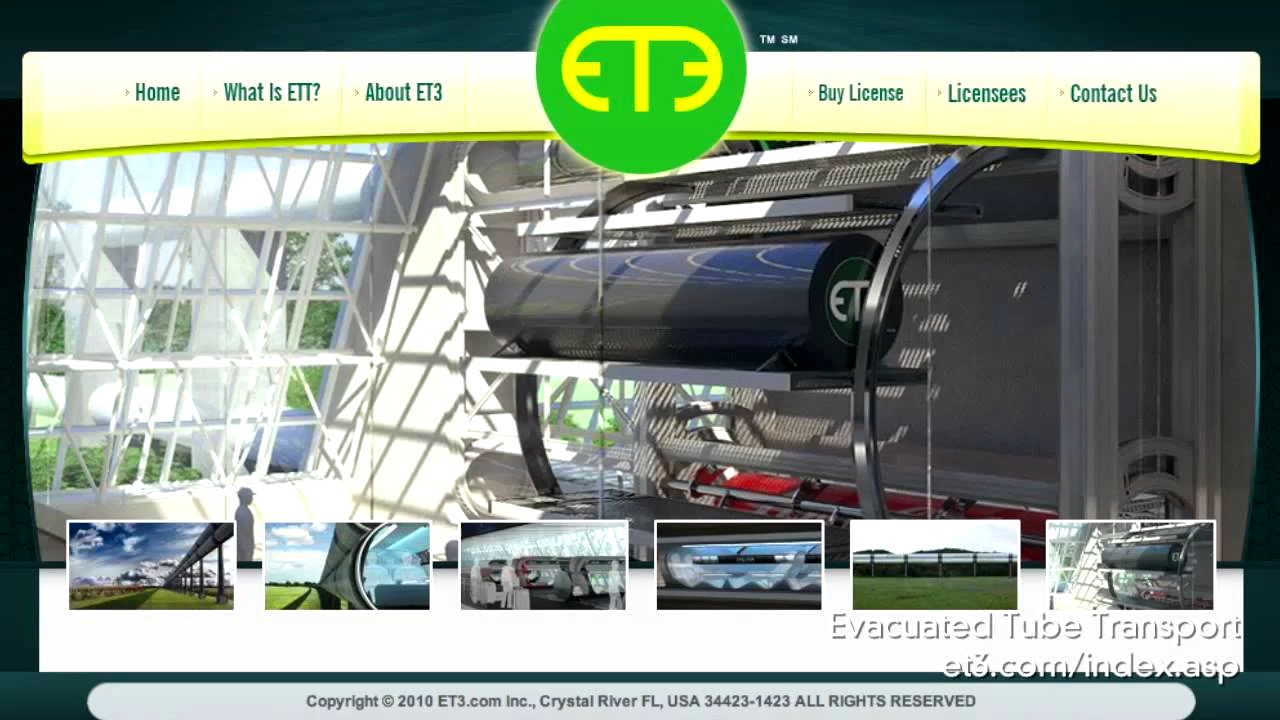 ET3
TM SM
Home
What Is ETT?
About ET3
Buy License
Licensees
Contact Us
ET
Evacuated Tube Transport
et3.com/index.asp
Copyright © 2010 ET3.com Inc., Crystal River FL, USA 34423-1423 ALL RIGHTS RESERVED